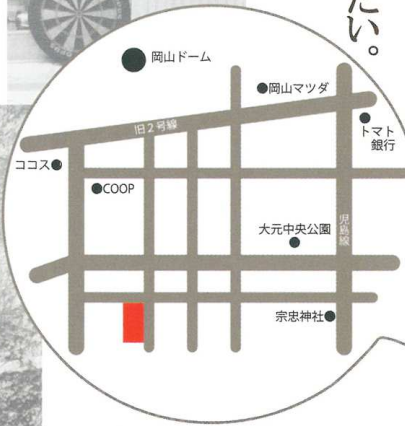 たい。
岡山ドーム
岡山マツダ
旧2号線
トマト
銀行
ココス
COOP
児島線
大元中央公園
宗忠神社